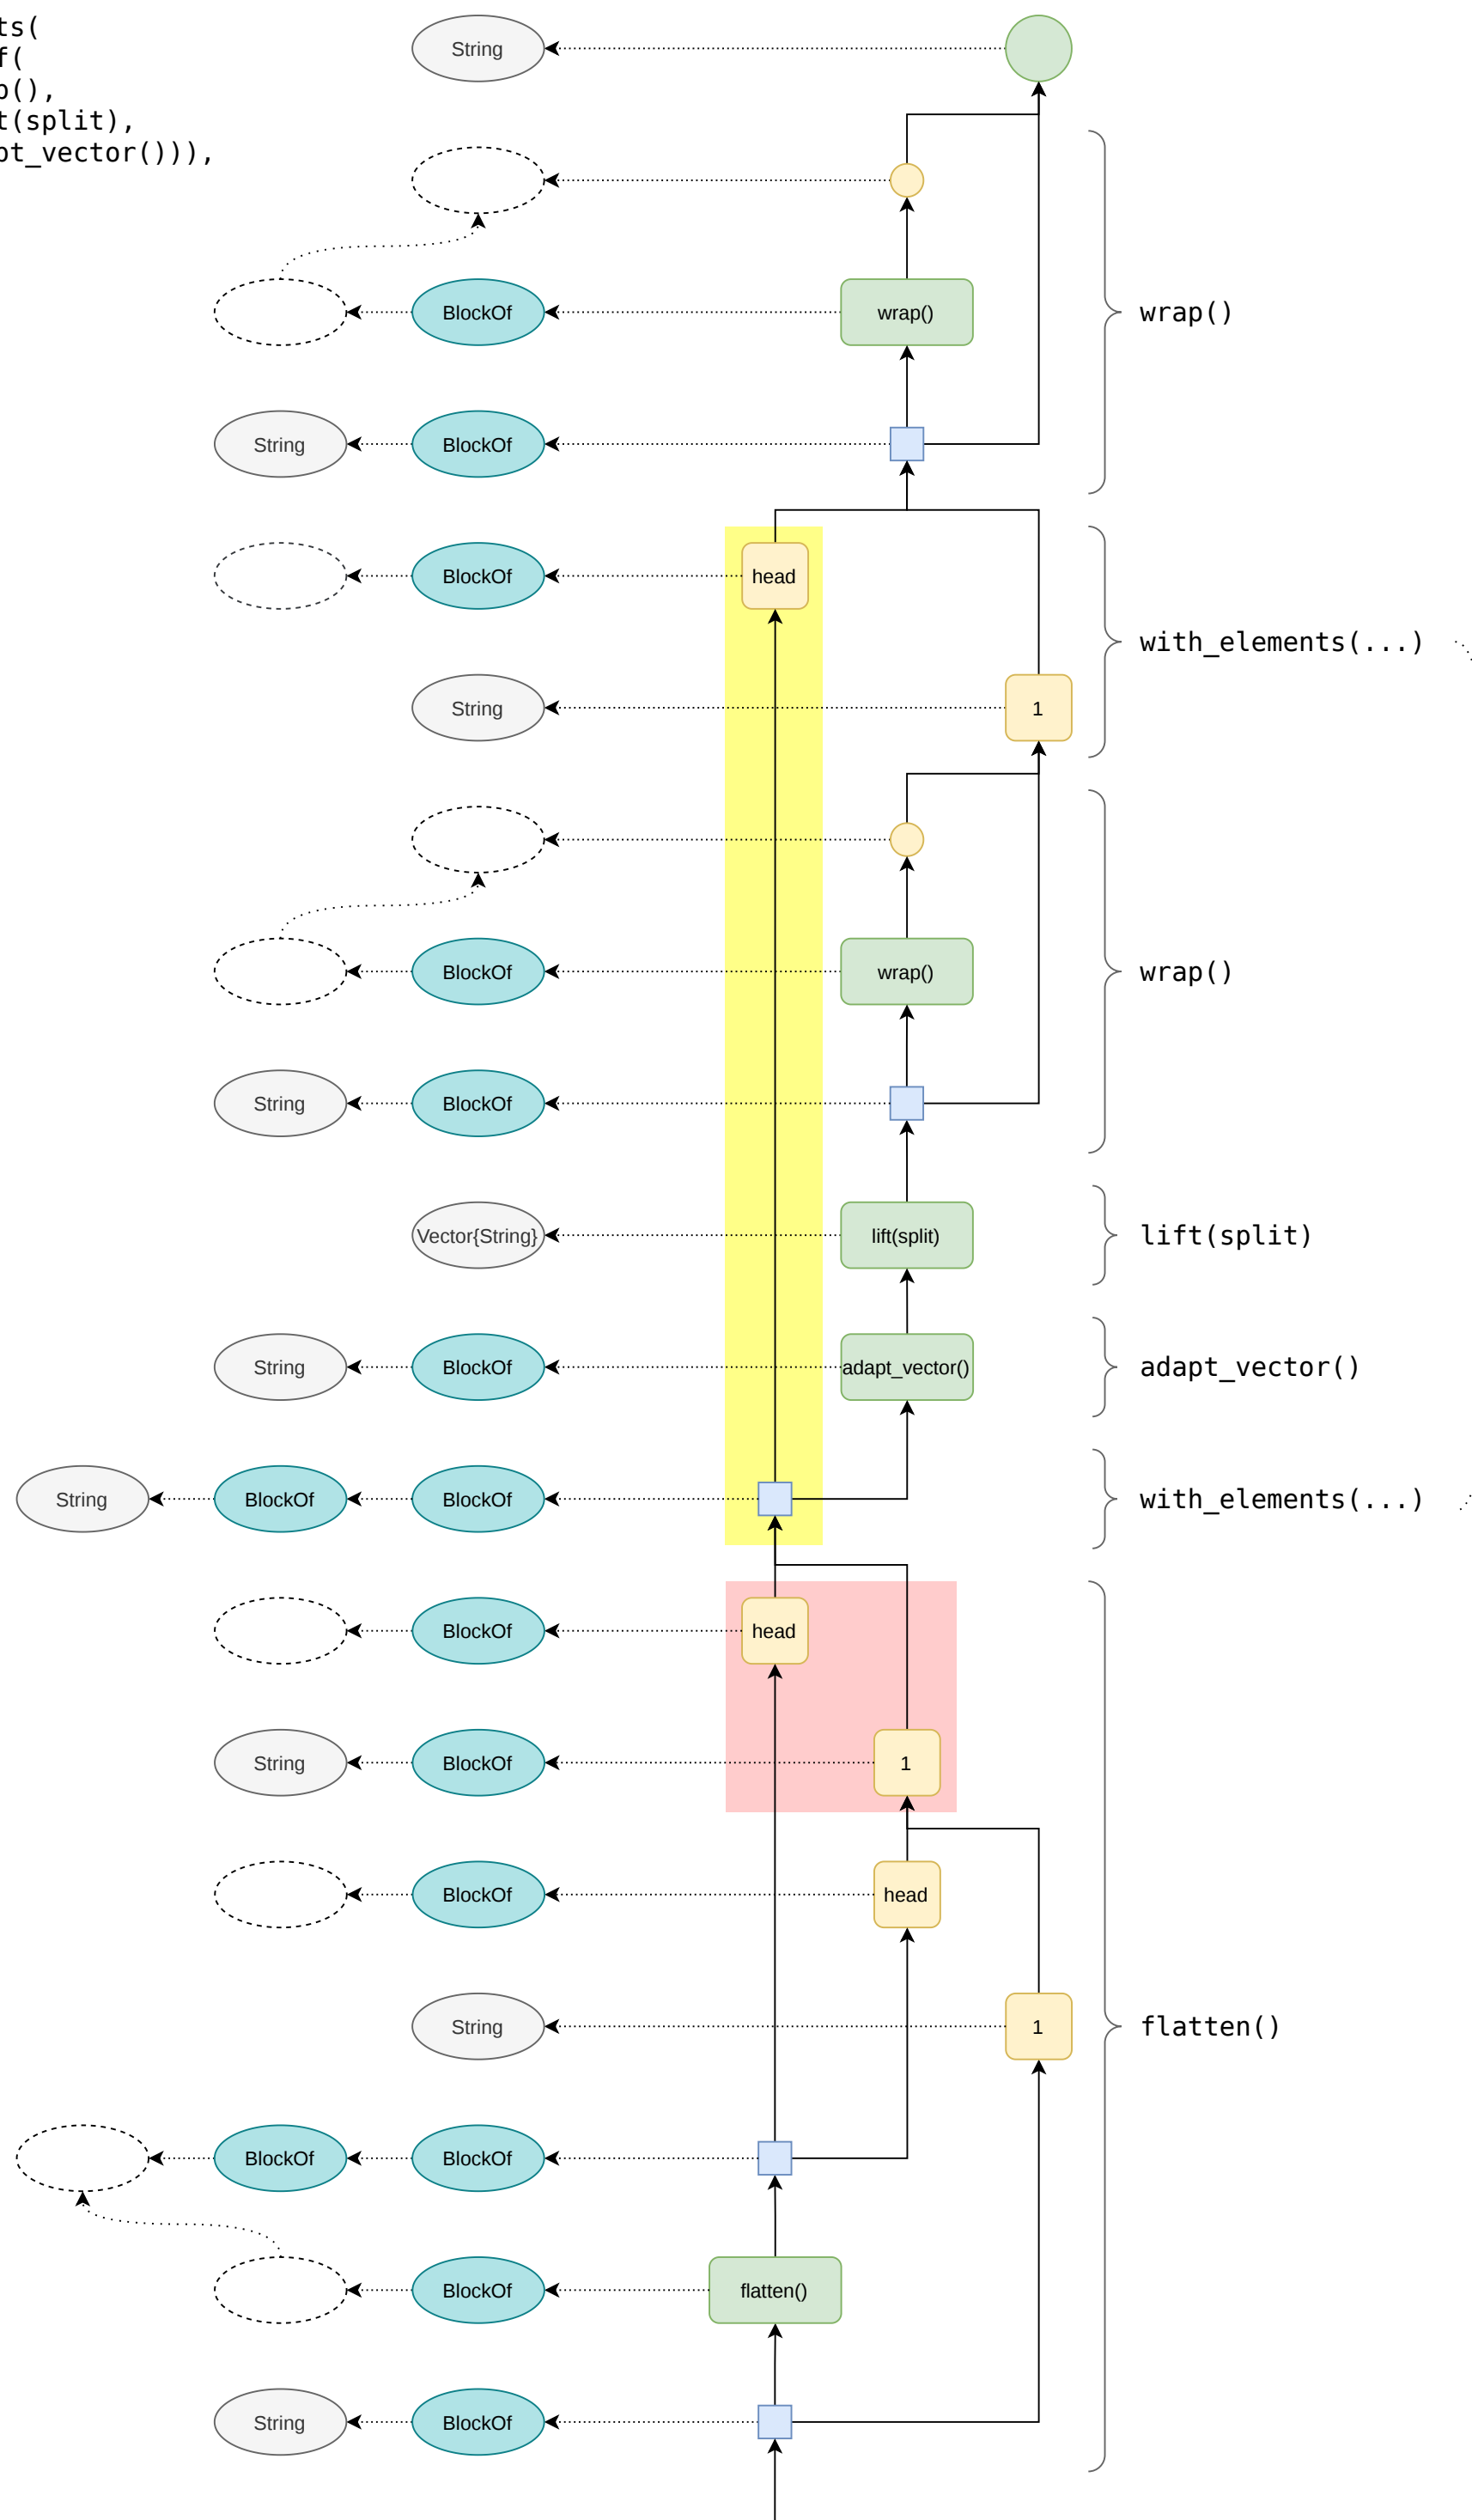 ts(
f(
p(),
t(split),
pt_vector())),
String
BlockOf
wrap()
wrap()
String
BlockOf
BlockOf
head
with_elements(...)
String
1
BlockOf
wrap()
wrap()
String
BlockOf
Vector{String}
lift(split)
lift(split)
String
BlockOf
adapt_vector()
adapt_vector()
String
BlockOf
BlockOf
with_elements(...)
BlockOf
head
String
BlockOf
1
BlockOf
head
String
1
flatten()
BlockOf
BlockOf
BlockOf
flatten()
String
BlockOf